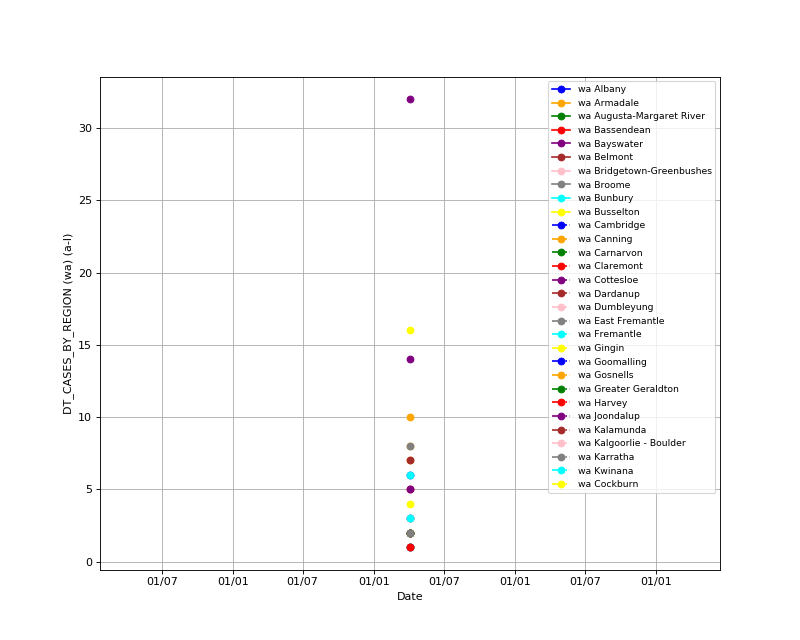 DT_CASES_BY_REGION (wa) (a-l)
30
25
20
15
10
5
0
01/07 01/01 01/07 01/01 01/07 01/01 01/07 01/01
Date
wa Albany
wa Armadale
wa Augusta-Margaret River
wa Bassendean
wa Bayswater
wa Belmont
wa Bridgetown-Greenbushes
wa Broome
wa Bunbury
wa Busselton
wa Cambridge
wa Canning
wa Carnarvon
wa Claremont
wa Cottesloe
wa Dardanup
wa Dumbleyung
wa East Fremantle
wa Fremantle
wa Gingin
wa Goomalling
wa Gosnells
wa Greater Geraldton
wa Harvey
wa Joondalup
wa Kalamunda
wa Kalgoorlie - Boulder
wa Karratha
wa Kwinana
wa Cockburn